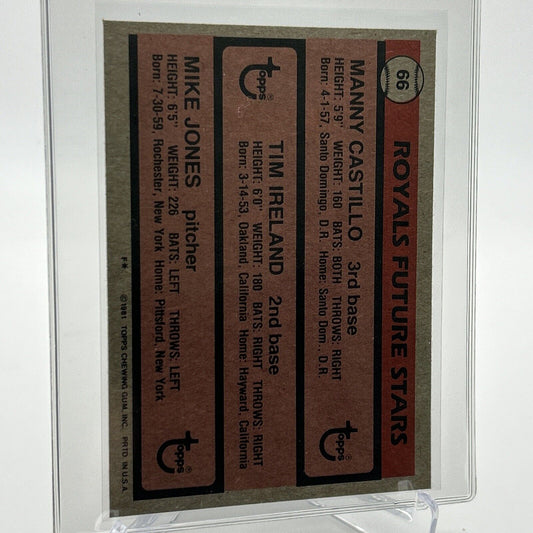 66
ROYALS FUTURE STARS
MANNY CASTILLO 3rd base
HEIGHT: 5'9" WEIGHT: 160 BATS: BOTH THROWS: RIGHT
Born: 4-1-57, Santo Domingo, D.R. Home: Santo Dom., D.R.
Topps®
Topps®
TIM IRELAND 2nd base
HEIGHT: 6'0" WEIGHT: 180 BATS: RIGHT THROWS: RIGHT
Born: 3-14-53, Oakland, California Home: Hayward, California
MIKE JONES pitcher
HEIGHT: 6'5" WEIGHT: 226 BATS: LEFT THROWS: LEFT
Born: 7-30-59, Rochester, New York Home: Pittsford, New York
Topps®
F* ©1981 TOPPS CHEWING GUM, INC. PRTD. IN U.S.A.